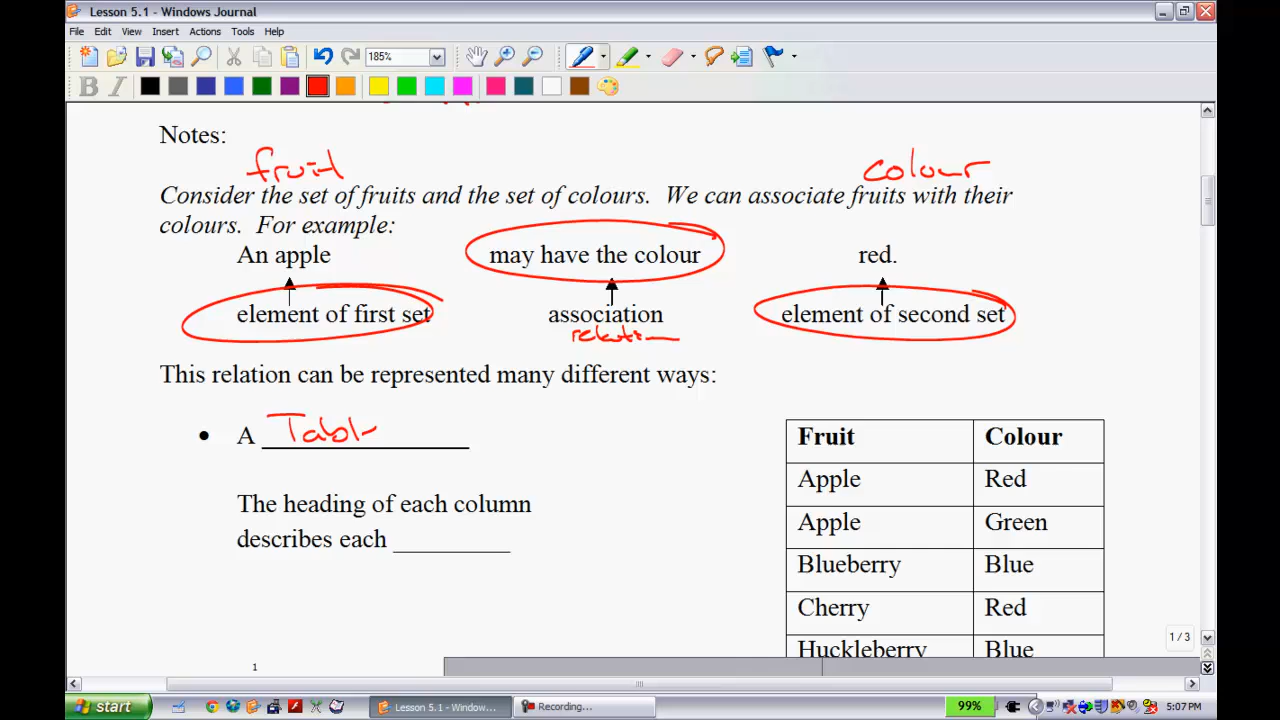 Lesson 5.1 - Windows Journal
File Edit View Insert Actions Tools Help
185%
B I
Notes:
fruit colour
Consider the set of fruits and the set of colours. We can associate fruits with their
colours. For example:
An apple may have the colour red.
element of first set association element of second set
relation
This relation can be represented many different ways:
• A Table
The heading of each column
describes each
Fruit Colour
Apple Red
Apple Green
Blueberry Blue
Cherry Red
Huckleberry Blue
1
1 / 3
start Lesson 5.1 - Window... Recording... 99% 5:07 PM